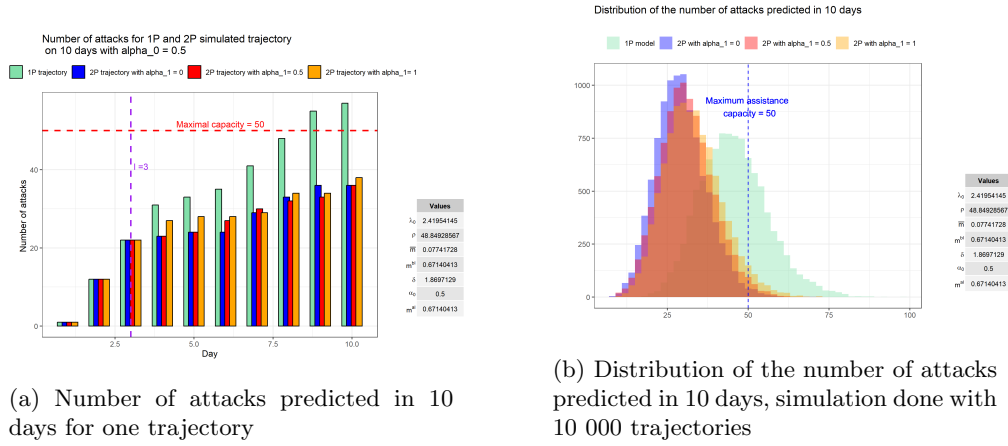 Number of attacks for 1P and 2P simulated trajectory
on 10 days with alpha_0 = 0.5
1P trajectory 2P trajectory with alpha_1 = 0 2P trajectory with alpha_1= 0.5 2P trajectory with alpha_1= 1
Maximal capacity = 50
l =3
Number of attacks
40
20
0
2.5 5.0 7.5 10.0
Day
Values
λ₀ 2.41954145
ρ 48.84928567
m̅ 0.07741728
mᵇˡ 0.67140413
δ 1.8697129
α₀ 0.5
mᵃˡ 0.67140413
(a) Number of attacks predicted in 10
days for one trajectory
Distribution of the number of attacks predicted in 10 days
1P model 2P with alpha_1 = 0 2P with alpha_1 = 0.5 2P with alpha_1 = 1
Maximum assistance
capacity = 50
1000
750
500
250
0
0 25 50 75 100
Values
λ₀ 2.41954145
ρ 48.84928567
m̅ 0.07741728
mᵇˡ 0.67140413
δ 1.8697129
α₀ 0.5
mᵃˡ 0.67140413
(b) Distribution of the number of attacks
predicted in 10 days, simulation done with
10 000 trajectories